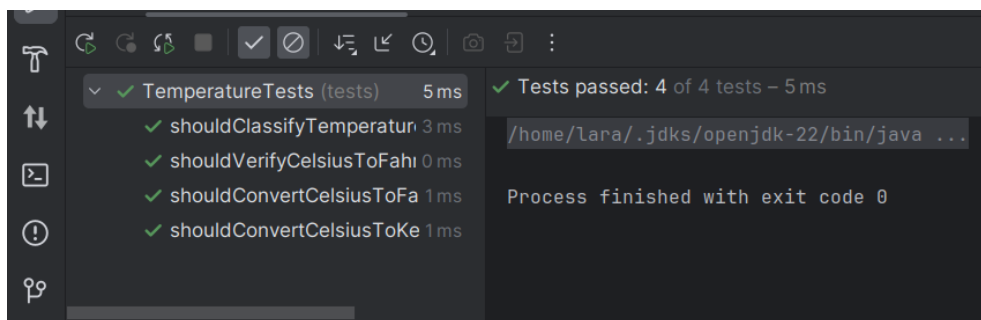 TemperatureTests (tests) 5 ms
shouldClassifyTemperatur 3 ms
shouldVerifyCelsiusToFahr 0 ms
shouldConvertCelsiusToFa 1 ms
shouldConvertCelsiusToKe 1 ms
Tests passed: 4 of 4 tests – 5 ms
/home/lara/.jdks/openjdk-22/bin/java ...
Process finished with exit code 0